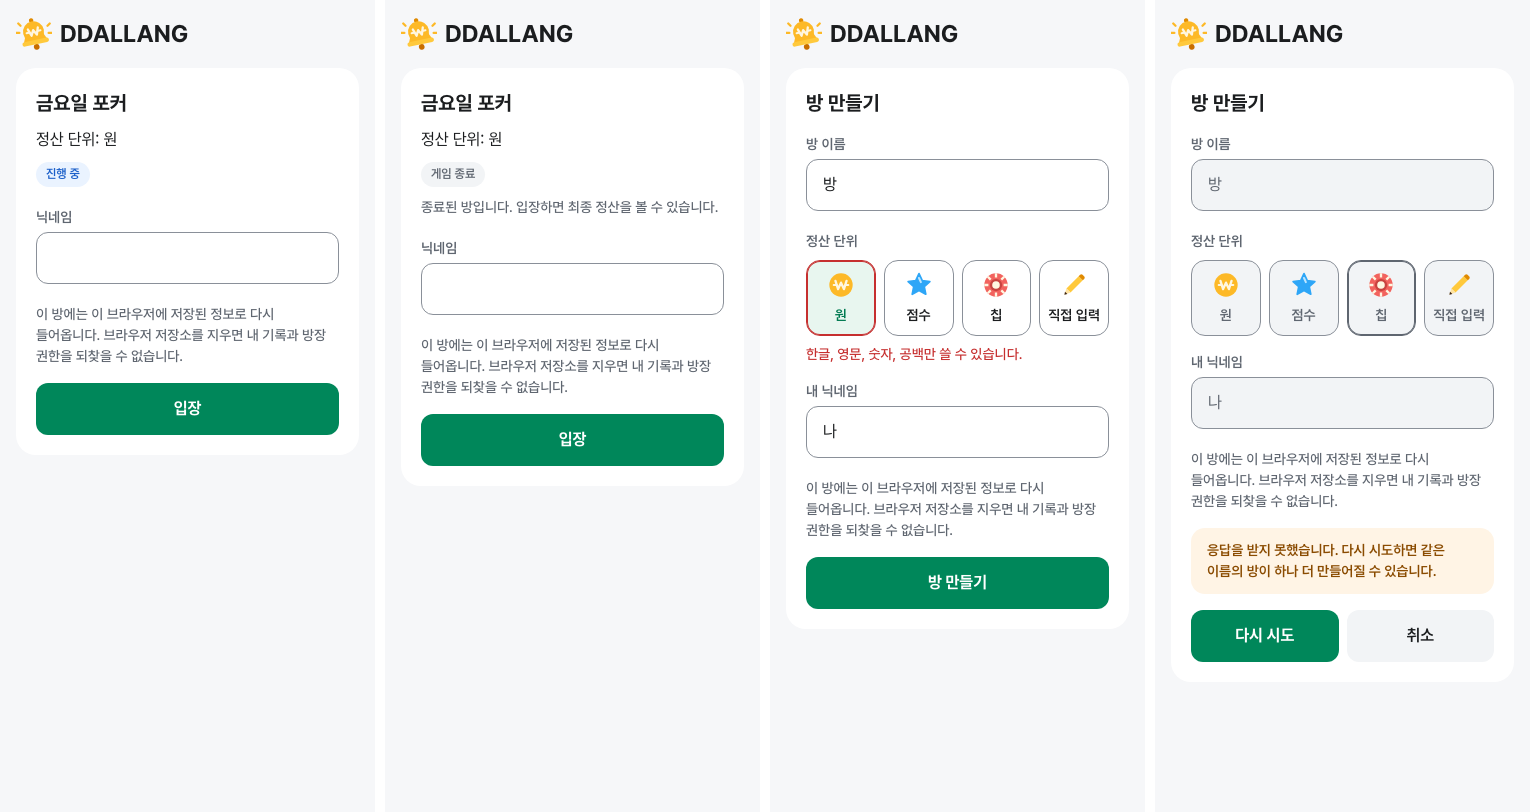 DDALLANG
금요일 포커
정산 단위: 원
진행 중
닉네임
이 방에는 이 브라우저에 저장된 정보로 다시
들어옵니다. 브라우저 저장소를 지우면 내 기록과 방장
권한을 되찾을 수 없습니다.
입장
DDALLANG
금요일 포커
정산 단위: 원
게임 종료
종료된 방입니다. 입장하면 최종 정산을 볼 수 있습니다.
닉네임
이 방에는 이 브라우저에 저장된 정보로 다시
들어옵니다. 브라우저 저장소를 지우면 내 기록과 방장
권한을 되찾을 수 없습니다.
입장
DDALLANG
방 만들기
방 이름
방
정산 단위
원 점수 칩 직접 입력
한글, 영문, 숫자, 공백만 쓸 수 있습니다.
내 닉네임
나
이 방에는 이 브라우저에 저장된 정보로 다시
들어옵니다. 브라우저 저장소를 지우면 내 기록과 방장
권한을 되찾을 수 없습니다.
방 만들기
DDALLANG
방 만들기
방 이름
방
정산 단위
원 점수 칩 직접 입력
내 닉네임
나
이 방에는 이 브라우저에 저장된 정보로 다시
들어옵니다. 브라우저 저장소를 지우면 내 기록과 방장
권한을 되찾을 수 없습니다.
응답을 받지 못했습니다. 다시 시도하면 같은
이름의 방이 하나 더 만들어질 수 있습니다.
다시 시도 취소